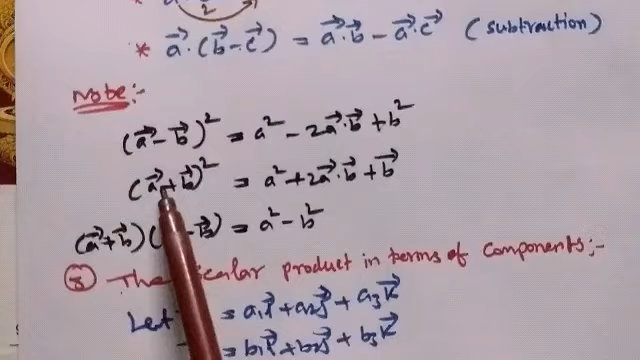 * a⃗·(b⃗ - c⃗) = a⃗·b⃗ - a⃗·c⃗ (subtraction)
Note:-
(a⃗ - b⃗)² = a² - 2a⃗·b⃗ + b²
(a⃗ + b⃗)² = a² + 2a⃗·b⃗ + b⃗
(a⃗ + b⃗)( - b⃗) = a² - b²
8 The scalar product in terms of components:-
Let = a₁i⃗ + a₂j⃗ + a₃k⃗
= b₁i⃗ + b₂j⃗ + b₃k⃗